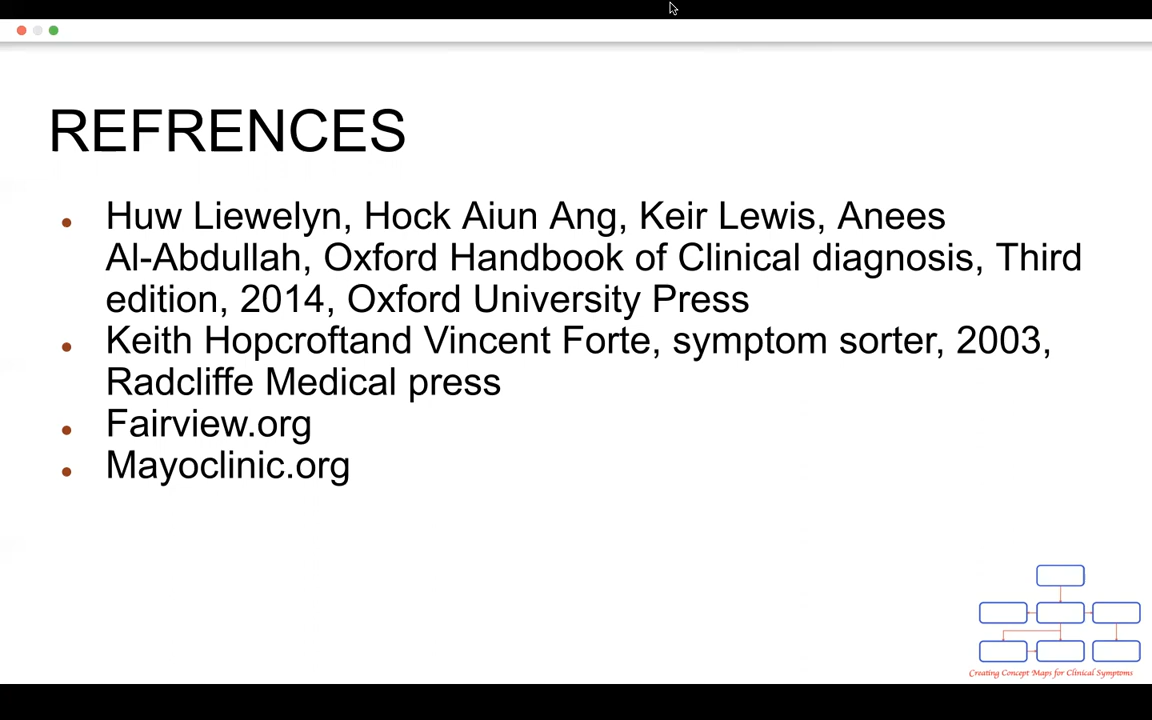 REFRENCES
Huw Liewelyn, Hock Aiun Ang, Keir Lewis, Anees
Al-Abdullah, Oxford Handbook of Clinical diagnosis, Third
edition, 2014, Oxford University Press
Keith Hopcroftand Vincent Forte, symptom sorter, 2003,
Radcliffe Medical press
Fairview.org
Mayoclinic.org
Creating Concept Maps for Clinical Symptoms